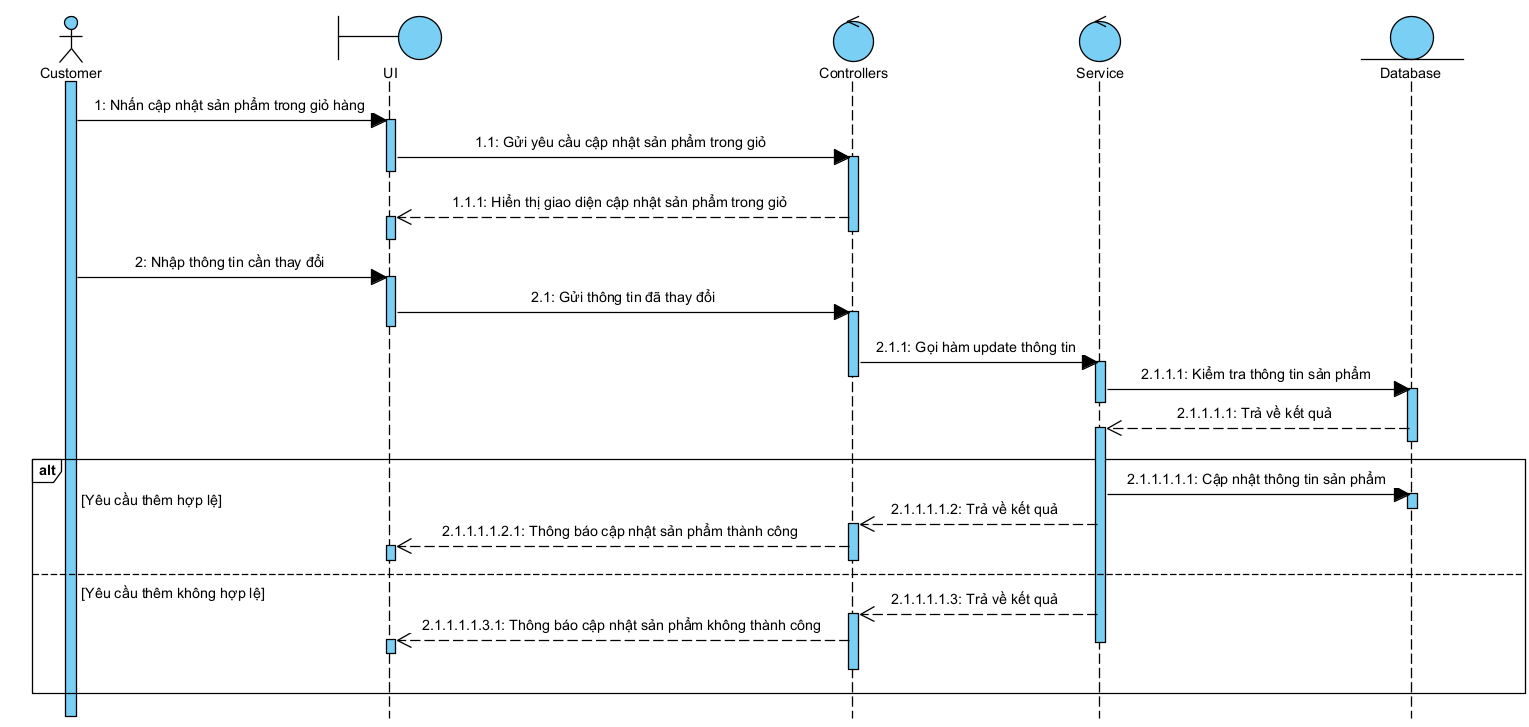 Customer
UI
Controllers
Service
Database
1: Nhấn cập nhật sản phẩm trong giỏ hàng
1.1: Gửi yêu cầu cập nhật sản phẩm trong giỏ
1.1.1: Hiển thị giao diện cập nhật sản phẩm trong giỏ
2: Nhập thông tin cần thay đổi
2.1: Gửi thông tin đã thay đổi
2.1.1: Gọi hàm update thông tin
2.1.1.1: Kiểm tra thông tin sản phẩm
2.1.1.1.1: Trả về kết quả
alt
[Yêu cầu thêm hợp lệ]
2.1.1.1.1.1: Cập nhật thông tin sản phẩm
2.1.1.1.1.2: Trả về kết quả
2.1.1.1.1.2.1: Thông báo cập nhật sản phẩm thành công
[Yêu cầu thêm không hợp lệ]
2.1.1.1.1.3: Trả về kết quả
2.1.1.1.1.3.1: Thông báo cập nhật sản phẩm không thành công